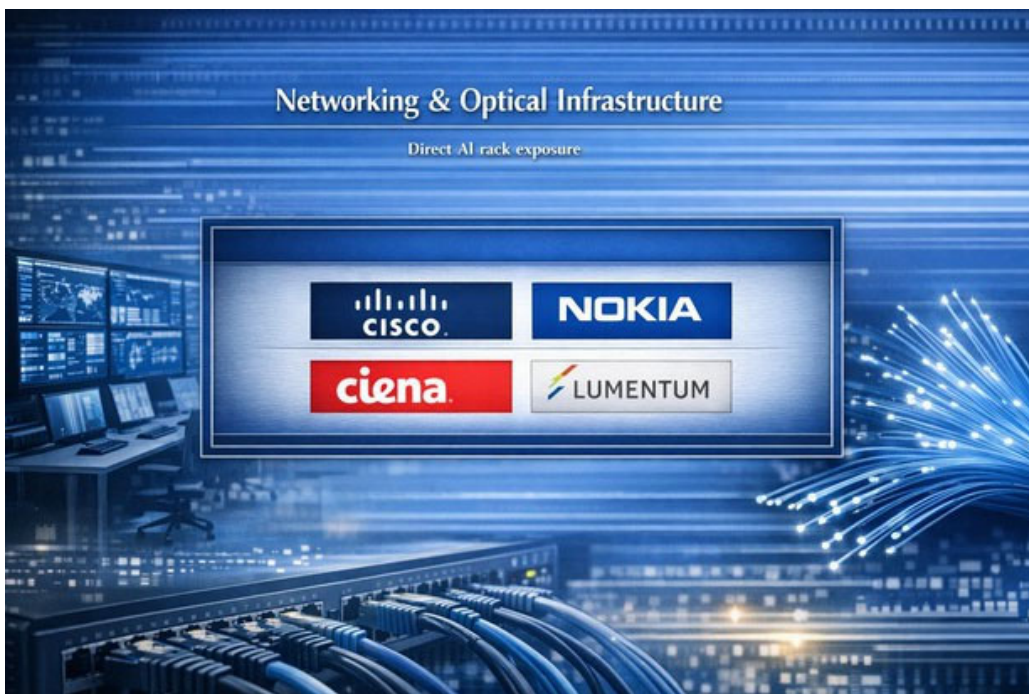 Networking & Optical Infrastructure
Direct AI rack exposure
CISCO.
NOKIA
ciena.
LUMENTUM